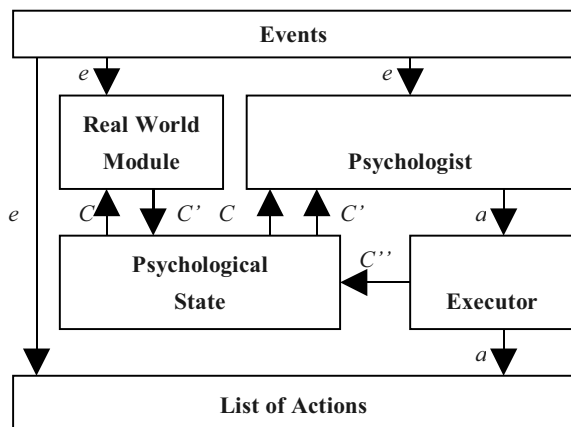 Events
e
e
Real World
Module
Psychologist
e
C
C'
C
C'
a
Psychological
State
C''
Executor
a
List of Actions